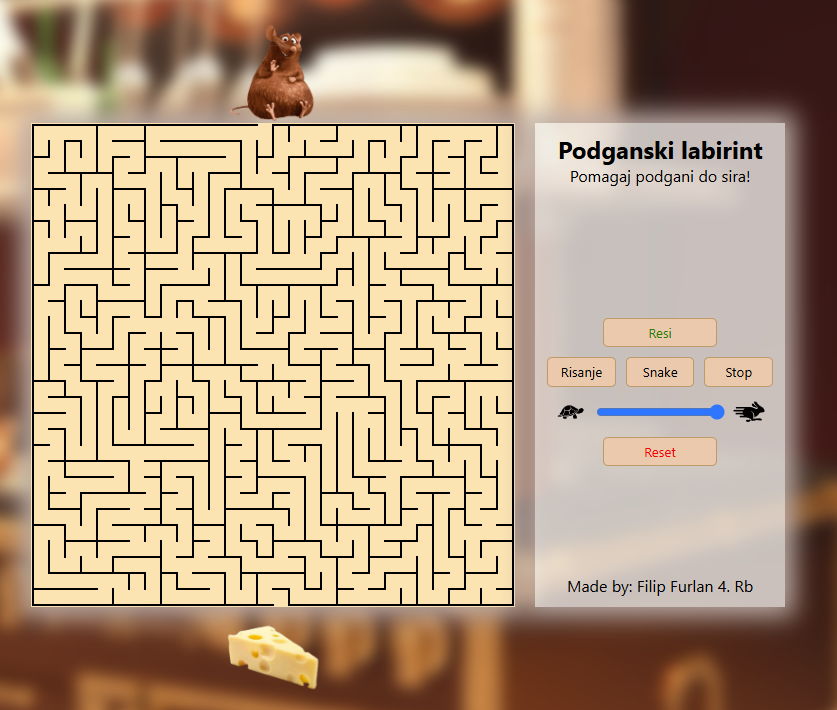 Podganski labirint
Pomagaj podgani do sira!
Resi
Risanje Snake Stop
Reset
Made by: Filip Furlan 4. Rb